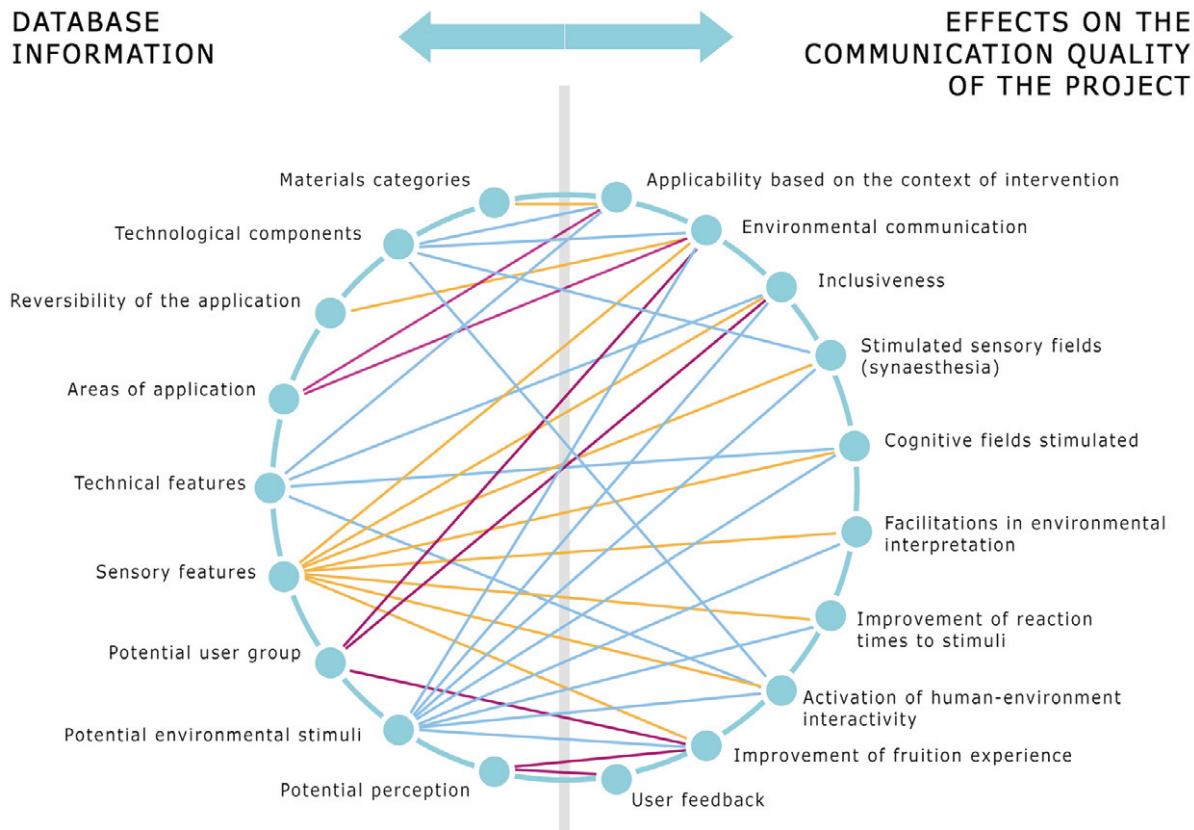 DATABASE
INFORMATION
EFFECTS ON THE
COMMUNICATION QUALITY
OF THE PROJECT
Materials categories
Technological components
Reversibility of the application
Areas of application
Technical features
Sensory features
Potential user group
Potential environmental stimuli
Potential perception
Applicability based on the context of intervention
Environmental communication
Inclusiveness
Stimulated sensory fields
(synaesthesia)
Cognitive fields stimulated
Facilitations in environmental
interpretation
Improvement of reaction
times to stimuli
Activation of human-environment
interactivity
Improvement of fruition experience
User feedback